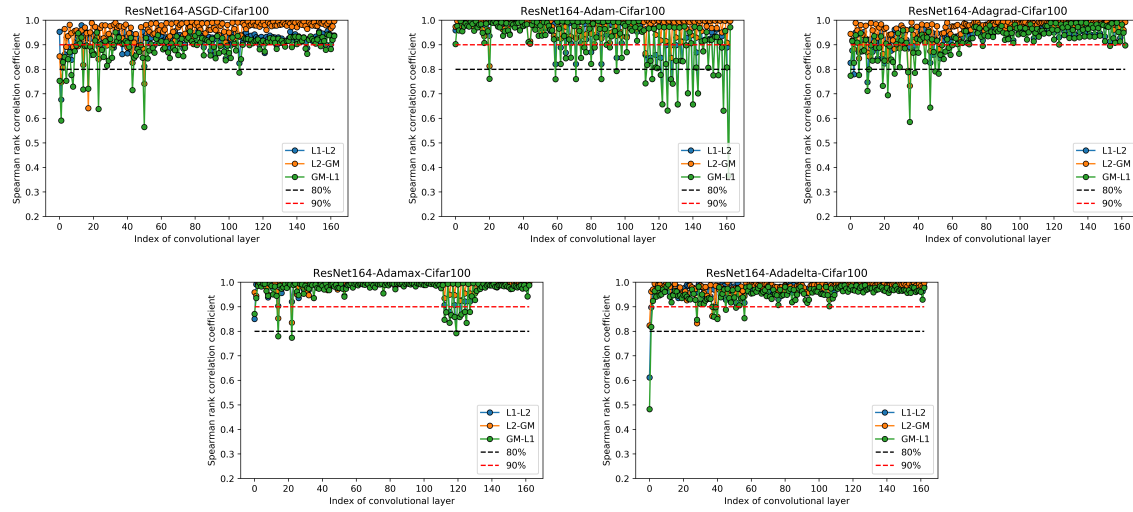 ResNet164-ASGD-Cifar100
Spearman rank correlation coefficient
1.0
0.9
0.8
0.7
0.6
0.5
0.4
0.3
0.2
L1-L2
L2-GM
GM-L1
80%
90%
0 20 40 60 80 100 120 140 160
Index of convolutional layer
ResNet164-Adam-Cifar100
Spearman rank correlation coefficient
1.0
0.9
0.8
0.7
0.6
0.5
0.4
0.3
0.2
L1-L2
L2-GM
GM-L1
80%
90%
0 20 40 60 80 100 120 140 160
Index of convolutional layer
ResNet164-Adagrad-Cifar100
Spearman rank correlation coefficient
1.0
0.9
0.8
0.7
0.6
0.5
0.4
0.3
0.2
L1-L2
L2-GM
GM-L1
80%
90%
0 20 40 60 80 100 120 140 160
Index of convolutional layer
ResNet164-Adamax-Cifar100
Spearman rank correlation coefficient
1.0
0.9
0.8
0.7
0.6
0.5
0.4
0.3
0.2
L1-L2
L2-GM
GM-L1
80%
90%
0 20 40 60 80 100 120 140 160
Index of convolutional layer
ResNet164-Adadelta-Cifar100
Spearman rank correlation coefficient
1.0
0.9
0.8
0.7
0.6
0.5
0.4
0.3
0.2
L1-L2
L2-GM
GM-L1
80%
90%
0 20 40 60 80 100 120 140 160
Index of convolutional layer